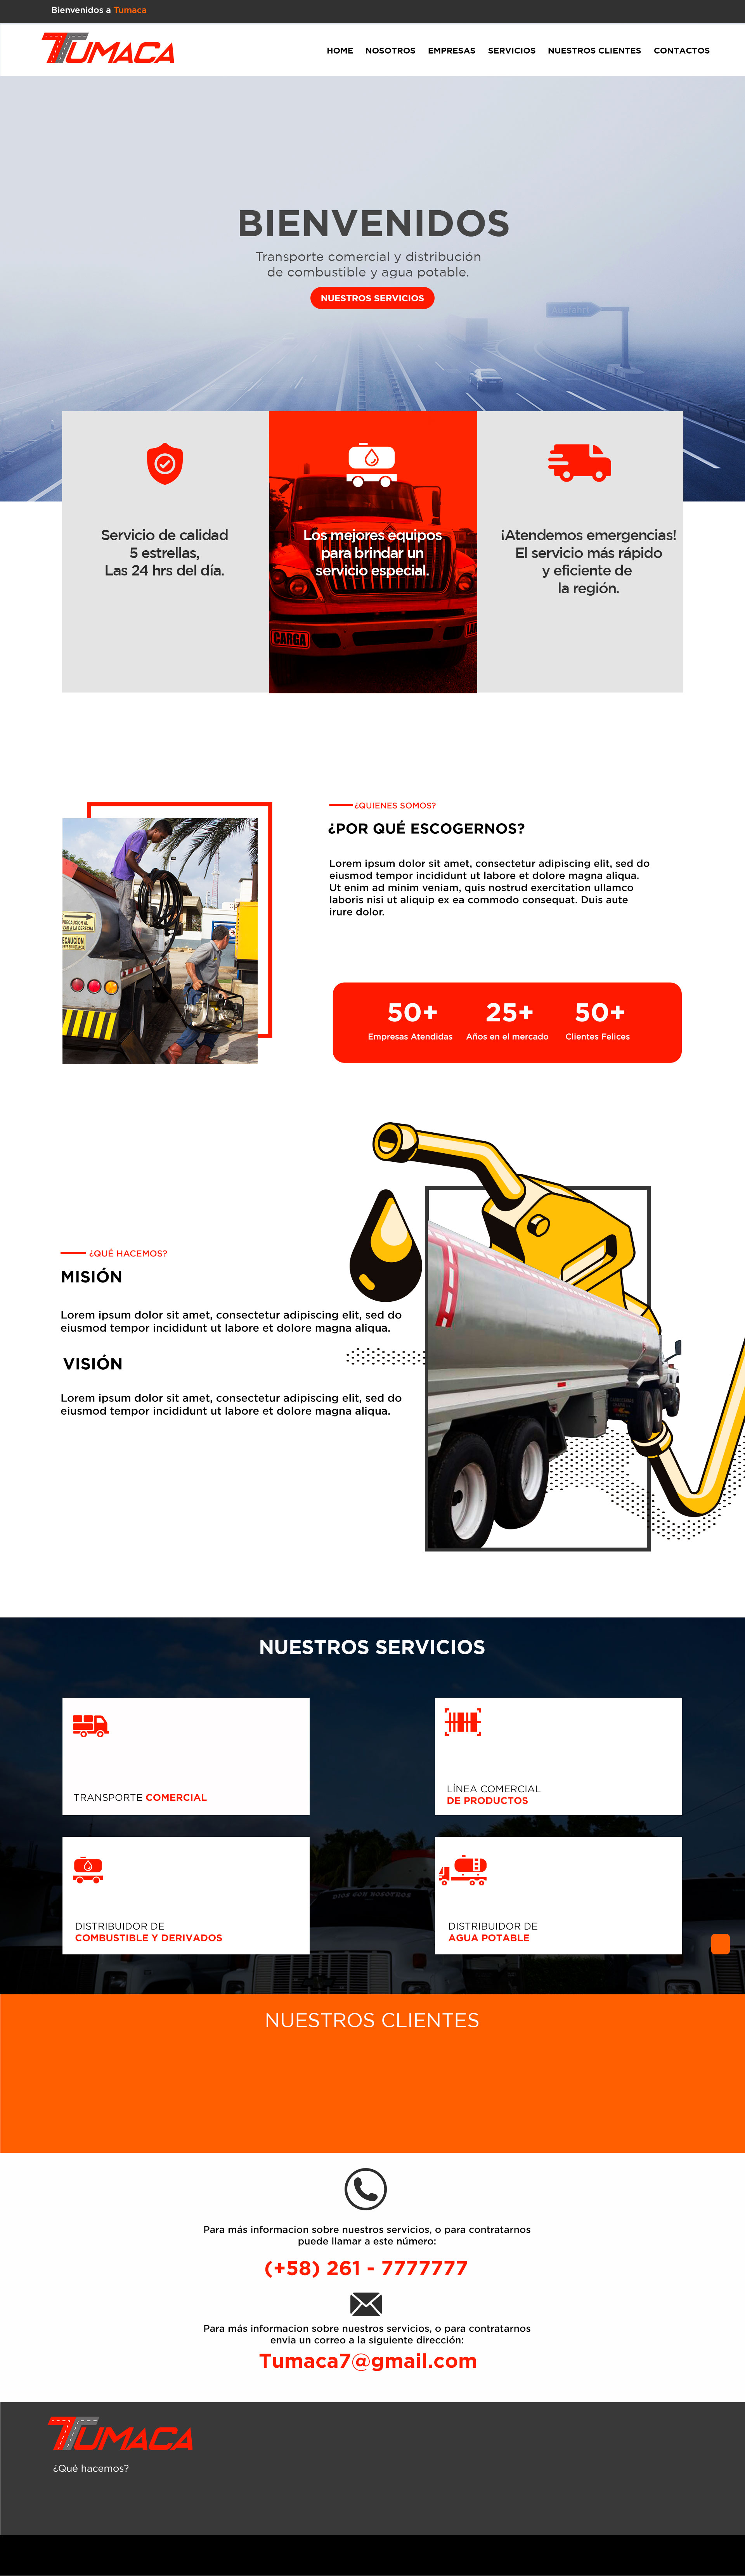 Bienvenidos a Tumaca
TUMACA
HOME NOSOTROS EMPRESAS SERVICIOS NUESTROS CLIENTES CONTACTOS
BIENVENIDOS
Transporte comercial y distribución
de combustible y agua potable.
NUESTROS SERVICIOS
Ausfahrt
Servicio de calidad
5 estrellas,
Las 24 hrs del día.
Los mejores equipos
para brindar un
servicio especial.
CARGA
¡Atendemos emergencias!
El servicio más rápido
y eficiente de
la región.
¿QUIENES SOMOS?
¿POR QUÉ ESCOGERNOS?
Lorem ipsum dolor sit amet, consectetur adipiscing elit, sed do
eiusmod tempor incididunt ut labore et dolore magna aliqua.
Ut enim ad minim veniam, quis nostrud exercitation ullamco
laboris nisi ut aliquip ex ea commodo consequat. Duis aute
irure dolor.
PRECAUCION AL
ZAR A LA DERECHA
ECAUCIÓN
50+ 25+ 50+
Empresas Atendidas Años en el mercado Clientes Felices
¿QUÉ HACEMOS?
MISIÓN
Lorem ipsum dolor sit amet, consectetur adipiscing elit, sed do
eiusmod tempor incididunt ut labore et dolore magna aliqua.
VISIÓN
Lorem ipsum dolor sit amet, consectetur adipiscing elit, sed do
eiusmod tempor incididunt ut labore et dolore magna aliqua.
NUESTROS SERVICIOS
TRANSPORTE COMERCIAL
LÍNEA COMERCIAL
DE PRODUCTOS
DISTRIBUIDOR DE
COMBUSTIBLE Y DERIVADOS
DISTRIBUIDOR DE
AGUA POTABLE
DIOS CON NOSOTROS
NUESTROS CLIENTES
Para más informacion sobre nuestros servicios, o para contratarnos
puede llamar a este número:
(+58) 261 - 7777777
Para más informacion sobre nuestros servicios, o para contratarnos
envia un correo a la siguiente dirección:
Tumaca7@gmail.com
TUMACA
¿Qué hacemos?